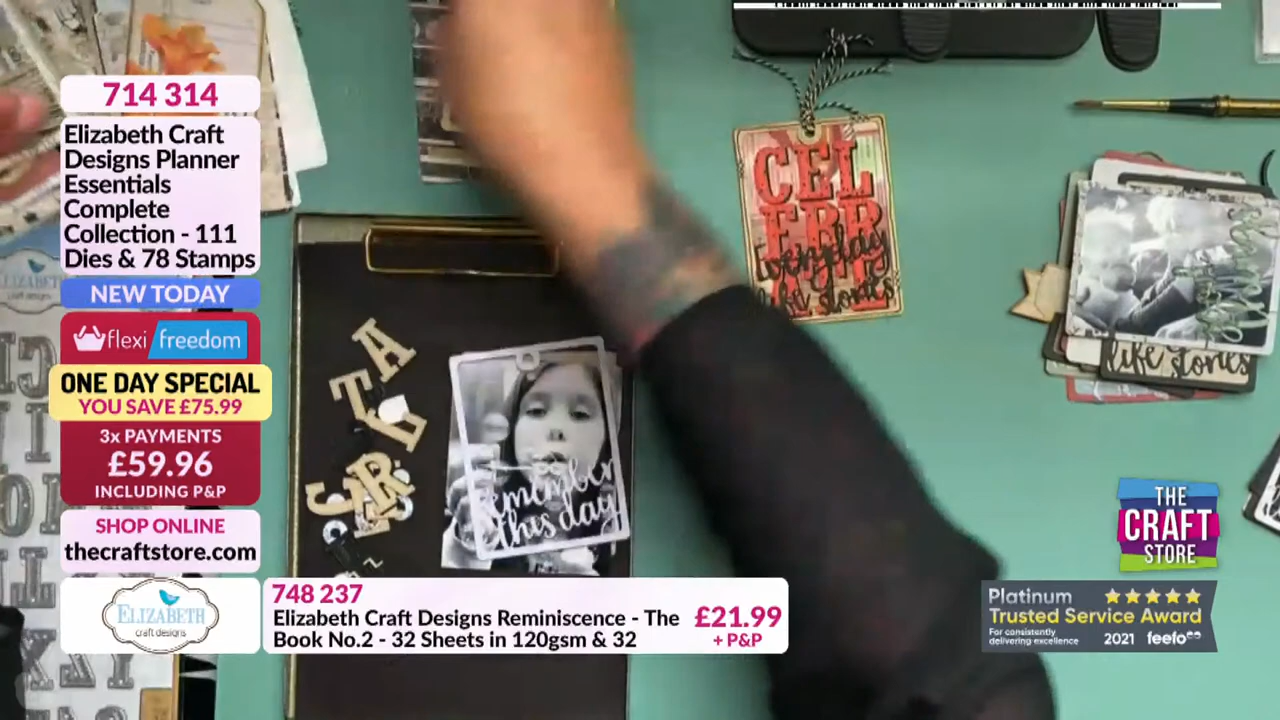 714 314
Elizabeth Craft
Designs Planner
Essentials
Complete
Collection - 111
Dies & 78 Stamps
NEW TODAY
flexi freedom
ONE DAY SPECIAL
YOU SAVE £75.99
3x PAYMENTS
£59.96
INCLUDING P&P
SHOP ONLINE
thecraftstore.com
ELIZABETH
craft designs
748 237
Elizabeth Craft Designs Reminiscence - The
Book No.2 - 32 Sheets in 120gsm & 32
£21.99
+ P&P
CEL
EBR
everyday
life stories
remember
this day
life stories
THE
CRAFT
STORE
Platinum
Trusted Service Award
For consistently
delivering excellence
2021 feefo